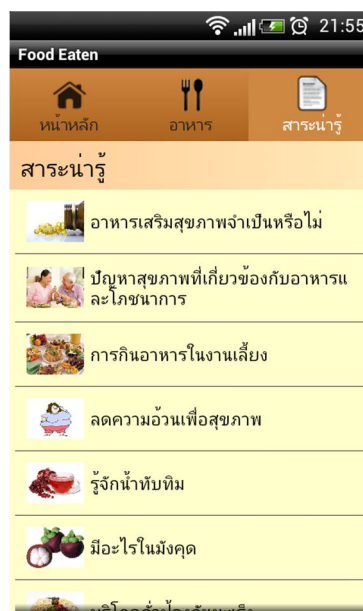 21:55
Food Eaten
หน้าหลัก
อาหาร
สาระน่ารู้
สาระน่ารู้
อาหารเสริมสุขภาพจำเป็นหรือไม่
ปัญหาสุขภาพที่เกี่ยวข้องกับอาหารแ
ละโภชนาการ
การกินอาหารในงานเลี้ยง
ลดความอ้วนเพื่อสุขภาพ
รู้จักน้ำทับทิม
มีอะไรในมังคุด